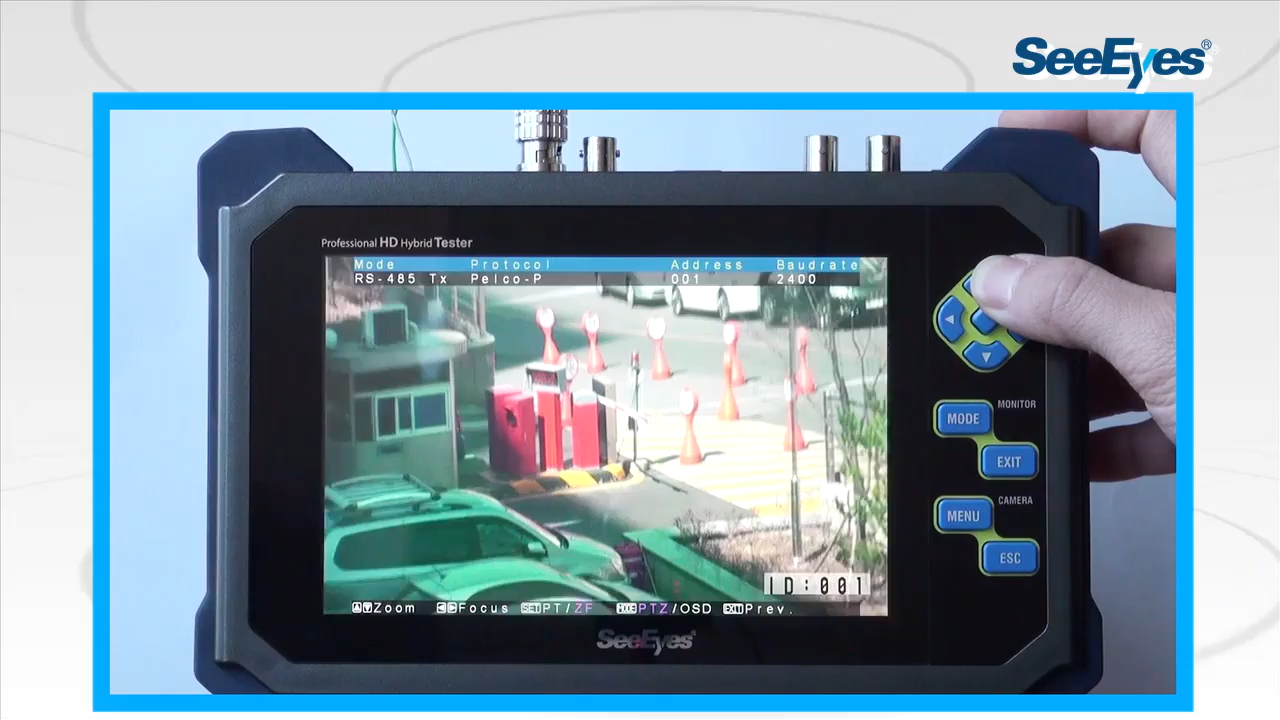 SeeEyes®
Professional HD Hybrid Tester
Mode Protocol Address Baudrate
RS-485 Tx Pelco-P 001 2400
MONITOR
MODE
EXIT
CAMERA
MENU
ESC
ID:001
Zoom Focus SET PT/ZF MODE PTZ/OSD EXIT Prev.
SeeEyes®